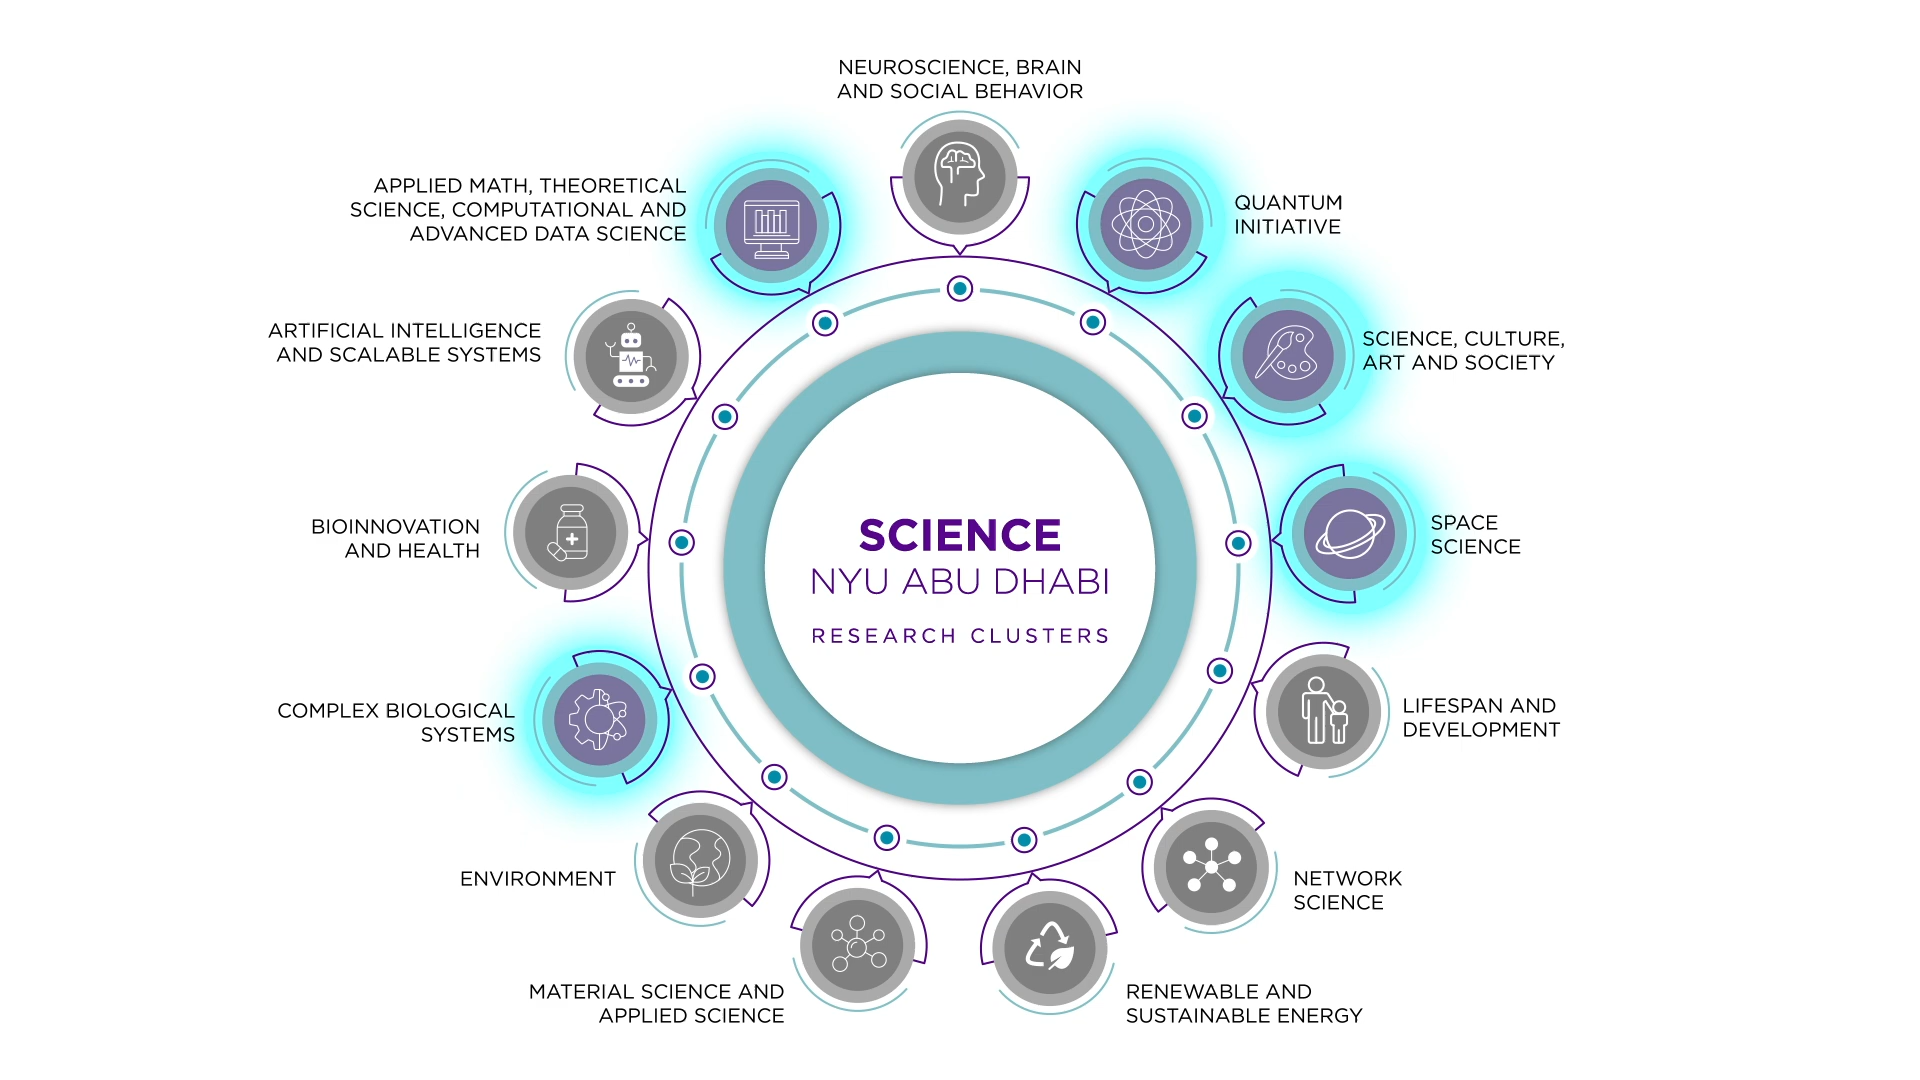 NEUROSCIENCE, BRAIN
AND SOCIAL BEHAVIOR
QUANTUM
INITIATIVE
SCIENCE, CULTURE,
ART AND SOCIETY
SPACE
SCIENCE
LIFESPAN AND
DEVELOPMENT
NETWORK
SCIENCE
RENEWABLE AND
SUSTAINABLE ENERGY
MATERIAL SCIENCE AND
APPLIED SCIENCE
ENVIRONMENT
COMPLEX BIOLOGICAL
SYSTEMS
BIOINNOVATION
AND HEALTH
ARTIFICIAL INTELLIGENCE
AND SCALABLE SYSTEMS
APPLIED MATH, THEORETICAL
SCIENCE, COMPUTATIONAL AND
ADVANCED DATA SCIENCE
SCIENCE
NYU ABU DHABI
RESEARCH CLUSTERS